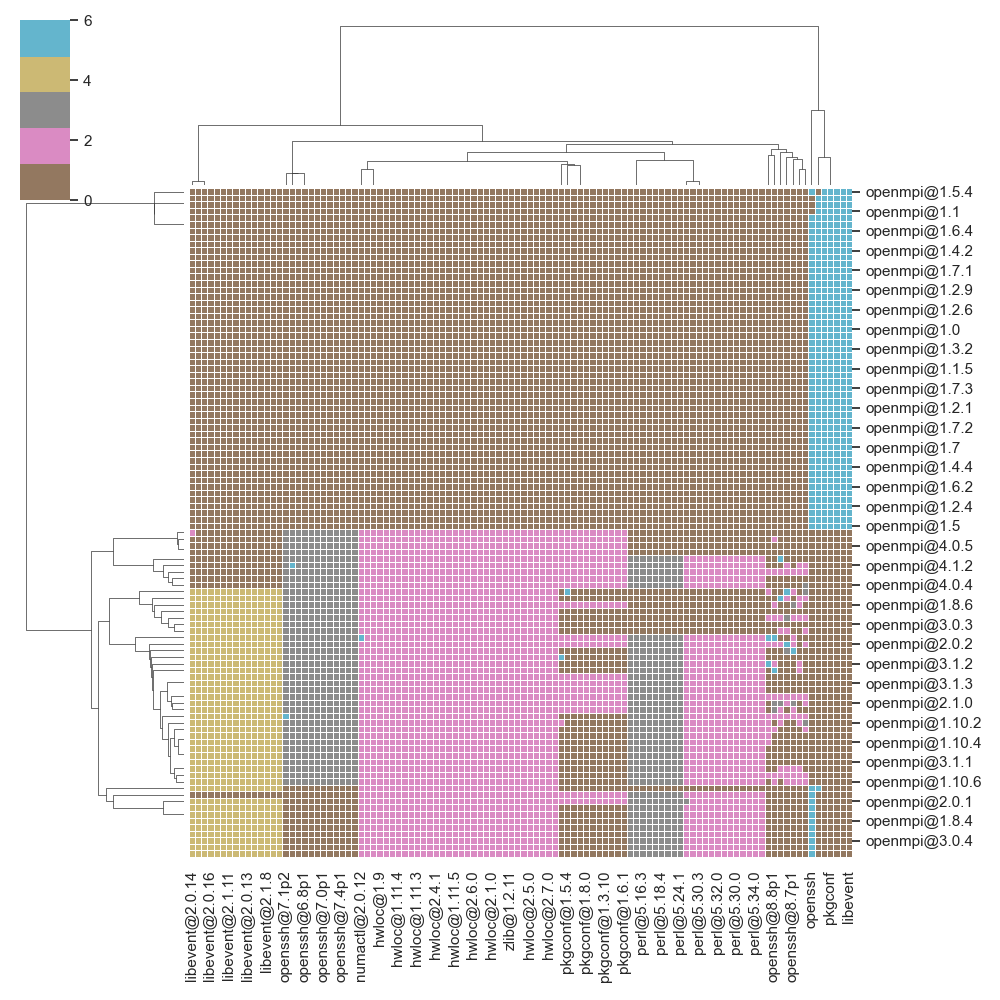 6
4
2
0
openmpi@1.5.4
openmpi@1.1
openmpi@1.6.4
openmpi@1.4.2
openmpi@1.7.1
openmpi@1.2.9
openmpi@1.2.6
openmpi@1.0
openmpi@1.3.2
openmpi@1.1.5
openmpi@1.7.3
openmpi@1.2.1
openmpi@1.7.2
openmpi@1.7
openmpi@1.4.4
openmpi@1.6.2
openmpi@1.2.4
openmpi@1.5
openmpi@4.0.5
openmpi@4.1.2
openmpi@4.0.4
openmpi@1.8.6
openmpi@3.0.3
openmpi@2.0.2
openmpi@3.1.2
openmpi@3.1.3
openmpi@2.1.0
openmpi@1.10.2
openmpi@1.10.4
openmpi@3.1.1
openmpi@1.10.6
openmpi@2.0.1
openmpi@1.8.4
openmpi@3.0.4
libevent@2.0.14
libevent@2.0.16
libevent@2.1.11
libevent@2.0.13
libevent@2.1.8
openssh@7.1p2
openssh@6.8p1
openssh@7.0p1
openssh@7.4p1
numactl@2.0.12
hwloc@1.9
hwloc@1.11.4
hwloc@1.11.3
hwloc@2.4.1
hwloc@1.11.5
hwloc@2.6.0
hwloc@2.1.0
zlib@1.2.11
hwloc@2.5.0
hwloc@2.7.0
pkgconf@1.5.4
pkgconf@1.8.0
pkgconf@1.3.10
pkgconf@1.6.1
perl@5.16.3
perl@5.18.4
perl@5.24.1
perl@5.30.3
perl@5.32.0
perl@5.30.0
perl@5.34.0
openssh@8.8p1
openssh@8.7p1
openssh
pkgconf
libevent